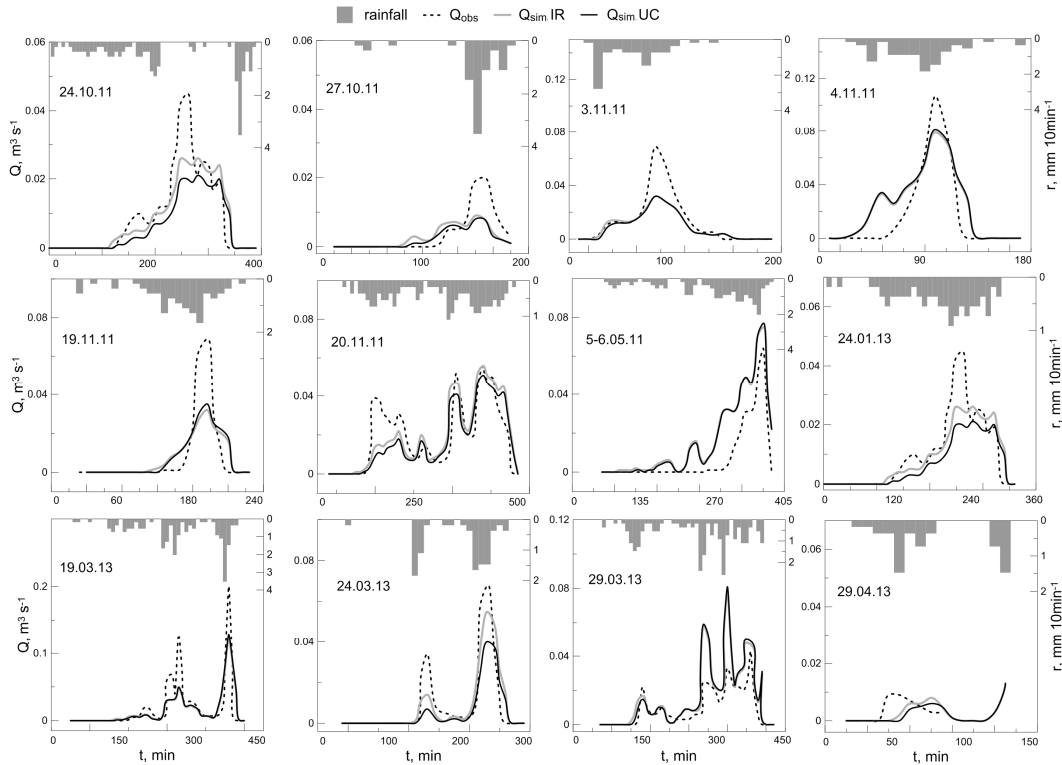 rainfall Qobs Qsim IR Qsim UC
0.06 0.06 0.12 0.12
0 0 0 0
24.10.11 27.10.11 3.11.11 4.11.11
2 2 2 2
0.04 0.04 0.08 0.08
4 4 4 4
0.02 0.02 0.04 0.04
0 0 0 0
0 200 400 0 100 200 0 100 200 0 90 180
Q, m³ s⁻¹ r, mm 10min⁻¹
0 0 0 0
0.08 0.08 0.08 0.06
19.11.11 20.11.11 5-6.05.11 24.01.13
2 1 2 1
4
0.04 0.04 0.04 0.04
0.02
0 0 0 0
0 60 180 240 0 250 500 0 135 270 405 0 120 240 360
Q, m³ s⁻¹ r, mm 10min⁻¹
0.12
0 0 0 0
19.03.13 24.03.13 29.03.13 29.04.13
1 2 3 4 1 2 1 2 1 2
0.2 0.08 0.08 0.06
0.1 0.04 0.04 0.04
0.02
0 0 0 0
150 300 450 0 100 200 300 0 150 300 450 0 50 100 150
Q, m³ s⁻¹ r, mm 10min⁻¹
t, min t, min t, min t, min